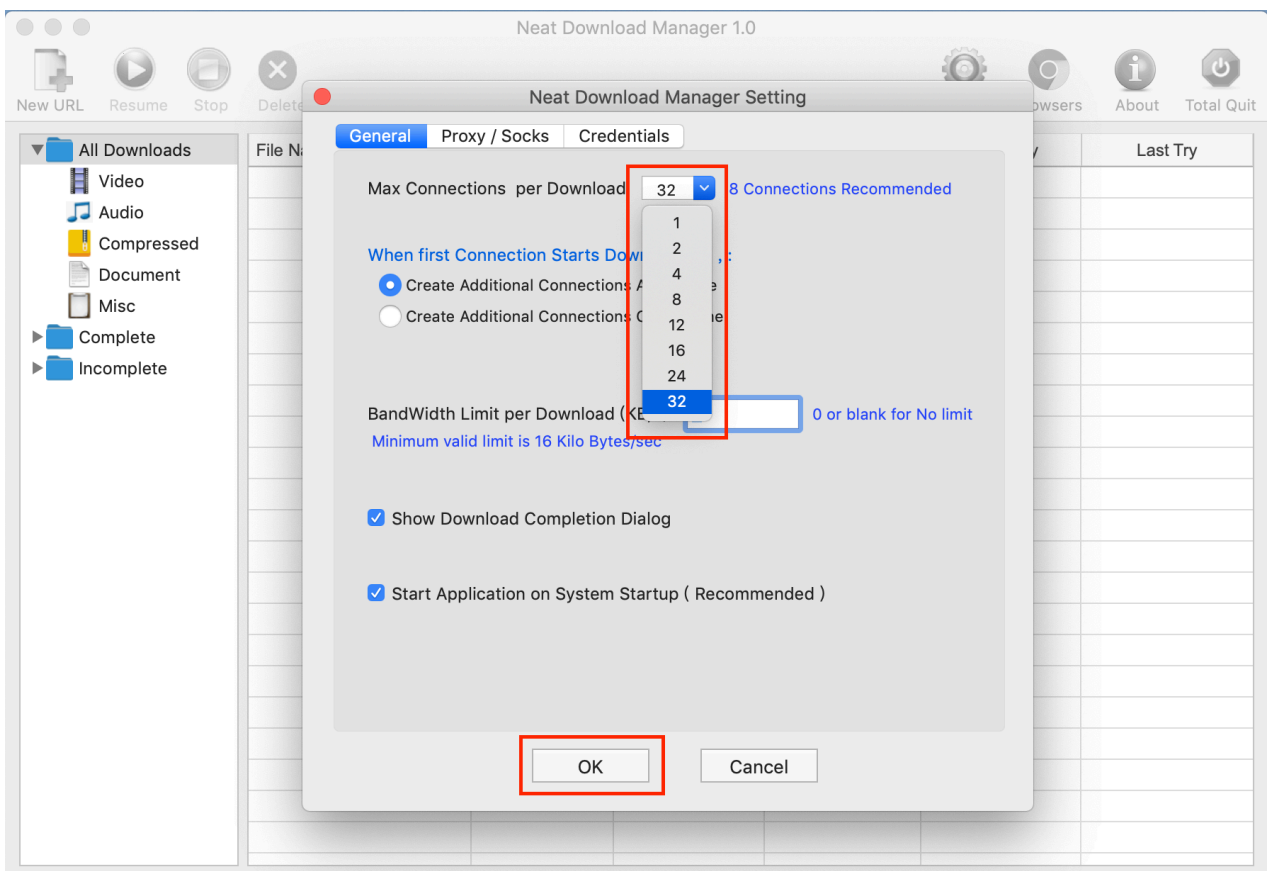 Neat Download Manager 1.0
New URL
Resume
Stop
Delete
owsers
About
Total Quit
Neat Download Manager Setting
General
Proxy / Socks
Credentials
All Downloads
Video
Audio
Compressed
Document
Misc
Complete
Incomplete
File Na
y
Last Try
Max Connections per Download
32
8 Connections Recommended
1
2
4
8
12
16
24
32
When first Connection Starts Dow , :
Create Additional Connections A e
Create Additional Connections ne
BandWidth Limit per Download (KB
0 or blank for No limit
Minimum valid limit is 16 Kilo Bytes/sec
Show Download Completion Dialog
Start Application on System Startup ( Recommended )
OK
Cancel